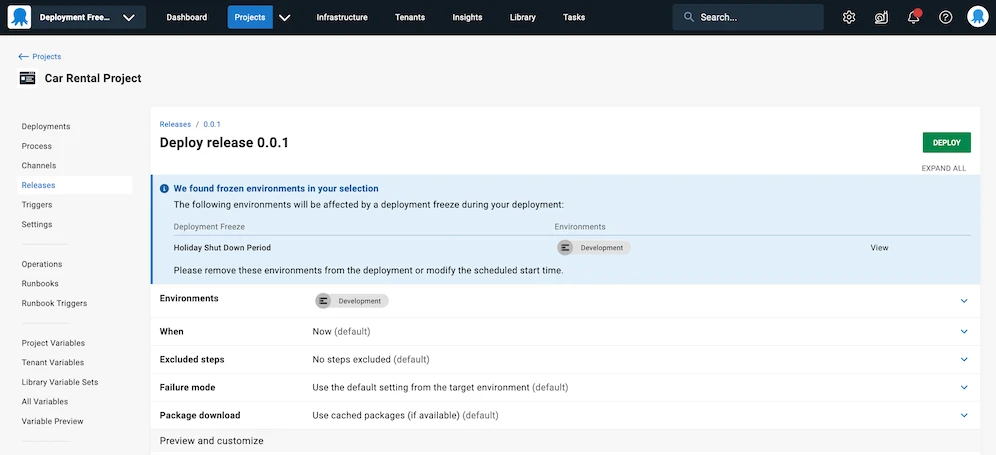 Deployment Free...
Dashboard
Projects
Infrastructure
Tenants
Insights
Library
Tasks
Search...
Projects
Car Rental Project
Deployments
Process
Channels
Releases
Triggers
Settings
Operations
Runbooks
Runbook Triggers
Project Variables
Tenant Variables
Library Variable Sets
All Variables
Variable Preview
Releases / 0.0.1
Deploy release 0.0.1
DEPLOY
EXPAND ALL
We found frozen environments in your selection
The following environments will be affected by a deployment freeze during your deployment:
Deployment Freeze Environments
Holiday Shut Down Period Development View
Please remove these environments from the deployment or modify the scheduled start time.
Environments Development
When Now (default)
Excluded steps No steps excluded (default)
Failure mode Use the default setting from the target environment (default)
Package download Use cached packages (if available) (default)
Preview and customize